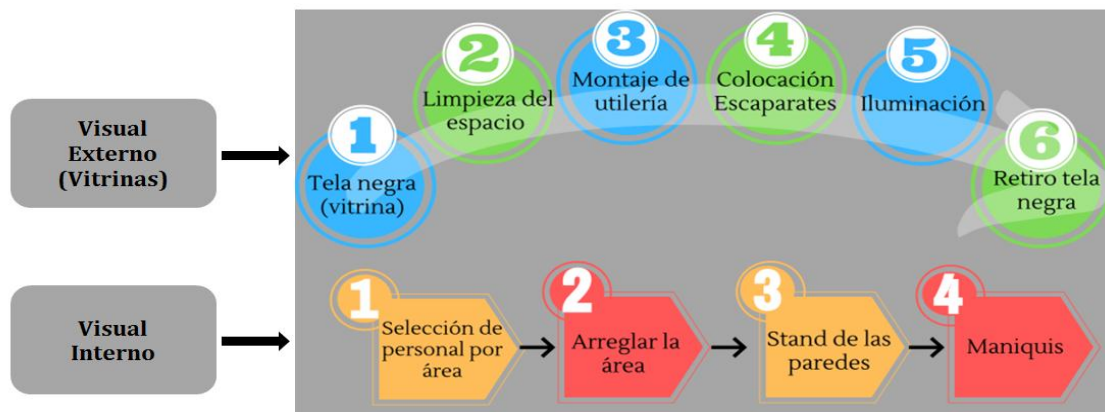 Visual
Externo
(Vitrinas)
1
Tela negra
(vitrina)
2
Limpieza del
espacio
3
Montaje de
utilería
4
Colocación
Escaparates
5
Iluminación
6
Retiro tela
negra
Visual
Interno
1
Selección de
personal por
área
2
Arreglar la
área
3
Stand de las
paredes
4
Maniquis